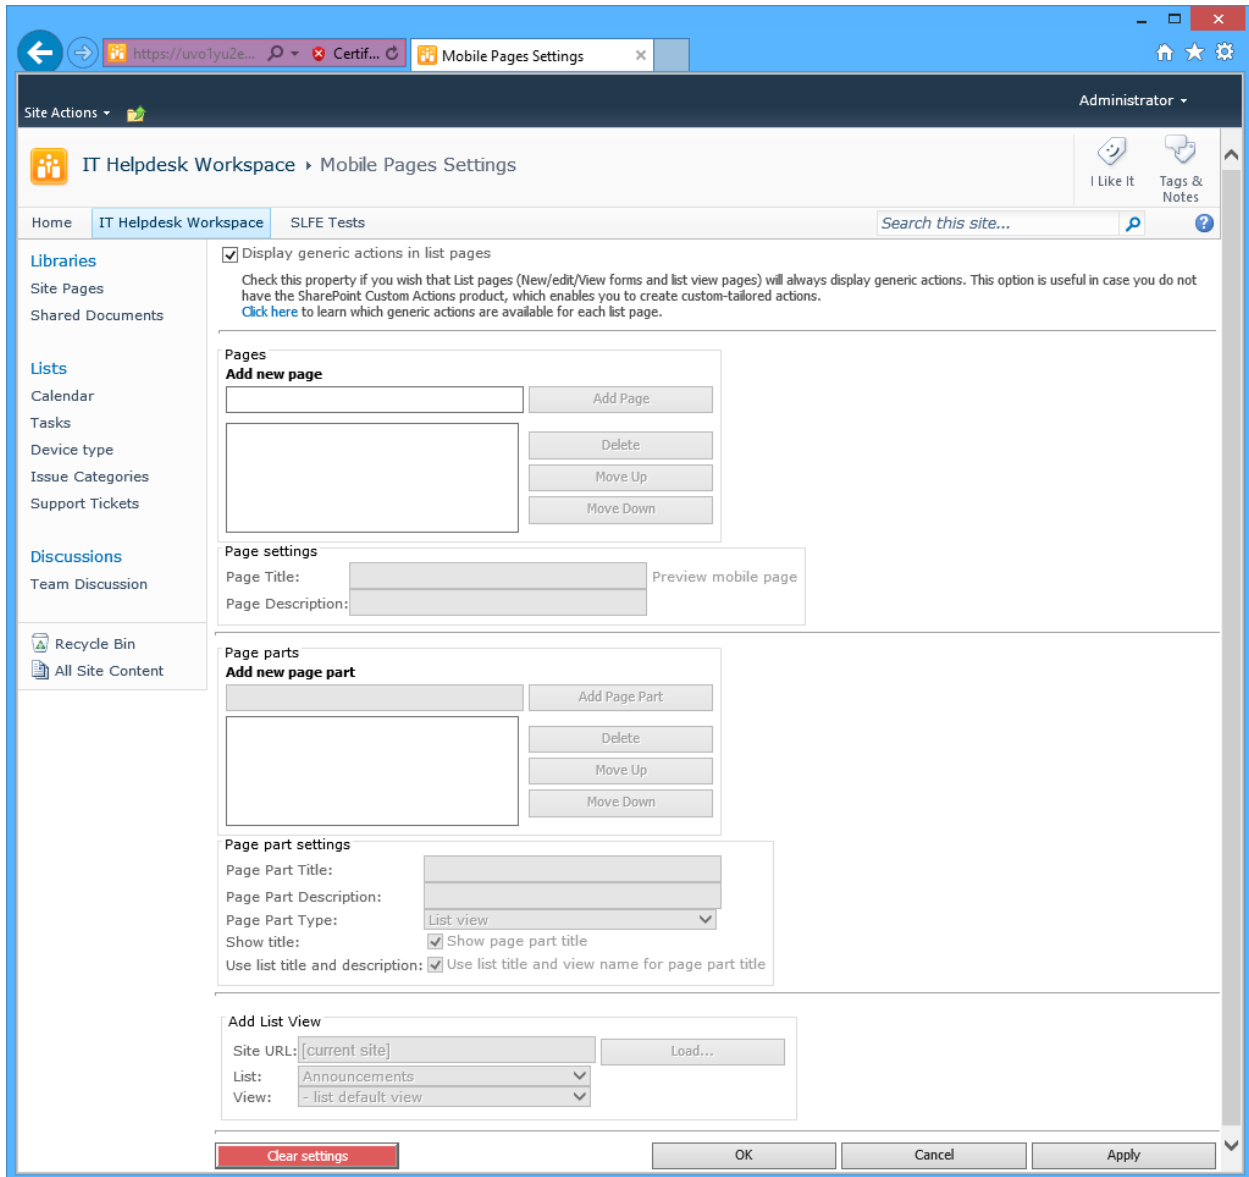 https://uvo1yu2e... Certif... Mobile Pages Settings
Site Actions Administrator
IT Helpdesk Workspace Mobile Pages Settings
I Like It Tags & Notes
Home IT Helpdesk Workspace SLFE Tests Search this site...
Libraries
Site Pages
Shared Documents
Lists
Calendar
Tasks
Device type
Issue Categories
Support Tickets
Discussions
Team Discussion
Recycle Bin
All Site Content
Display generic actions in list pages
Check this property if you wish that List pages (New/edit/View forms and list view pages) will always display generic actions. This option is useful in case you do not
have the SharePoint Custom Actions product, which enables you to create custom-tailored actions.
Click here to learn which generic actions are available for each list page.
Pages
Add new page
Add Page
Delete
Move Up
Move Down
Page settings
Page Title: Preview mobile page
Page Description:
Page parts
Add new page part
Add Page Part
Delete
Move Up
Move Down
Page part settings
Page Part Title:
Page Part Description:
Page Part Type: List view
Show title: Show page part title
Use list title and description: Use list title and view name for page part title
Add List View
Site URL: [current site] Load...
List: Announcements
View: - list default view
Clear settings OK Cancel Apply